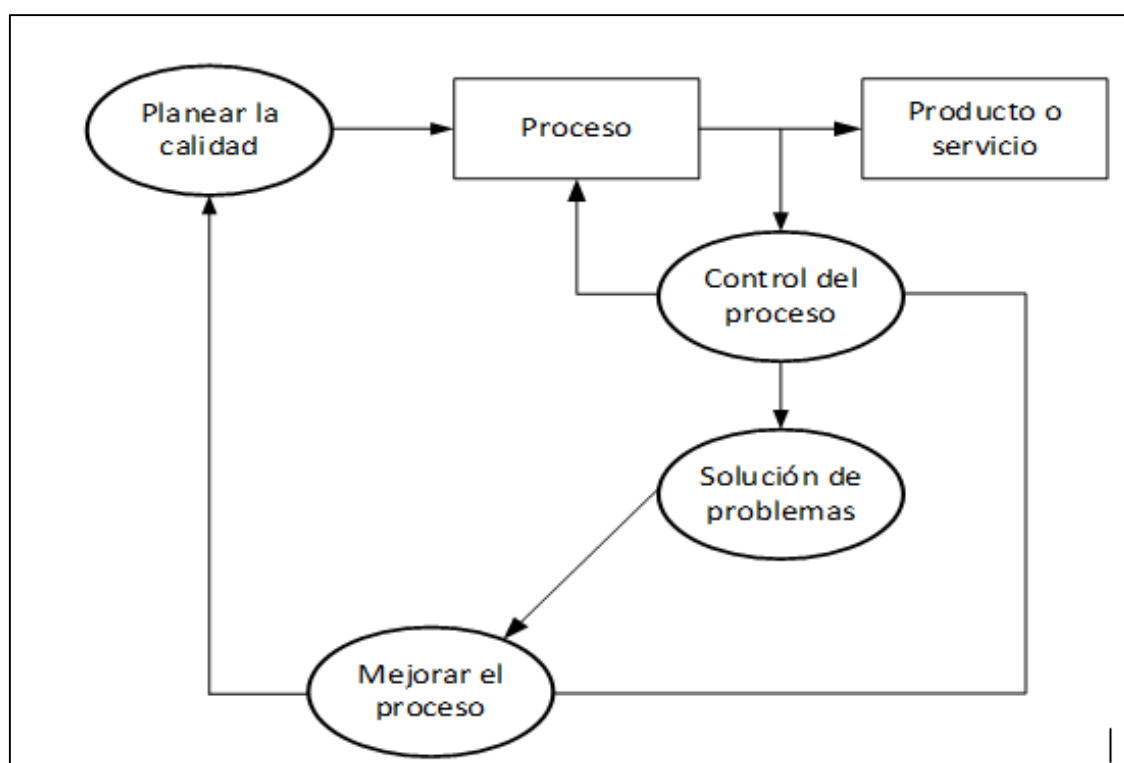 Planear la
calidad
Proceso
Producto o
servicio
Control del
proceso
Solución de
problemas
Mejorar el
proceso